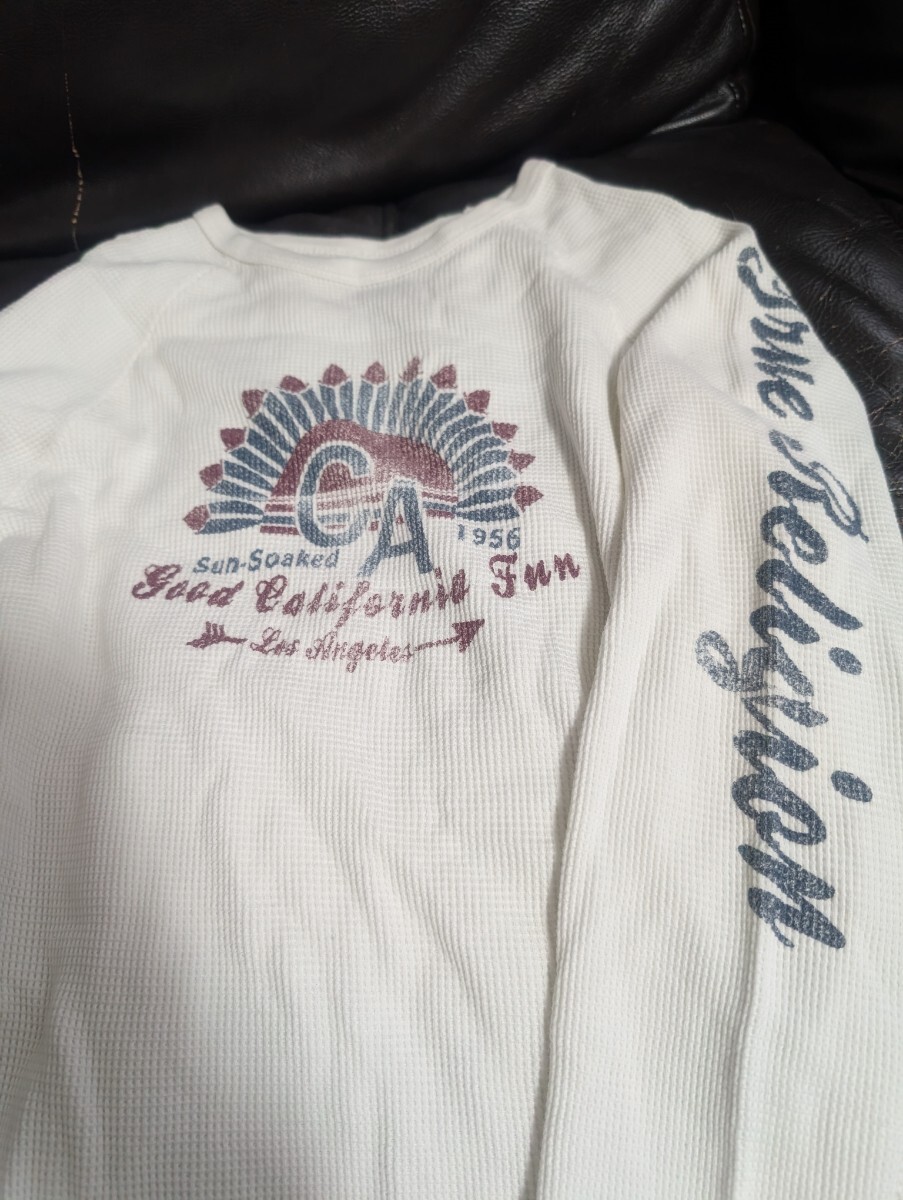 CA
Sun-Soaked 1956
Good California Fun
Los Angeles
True Religion